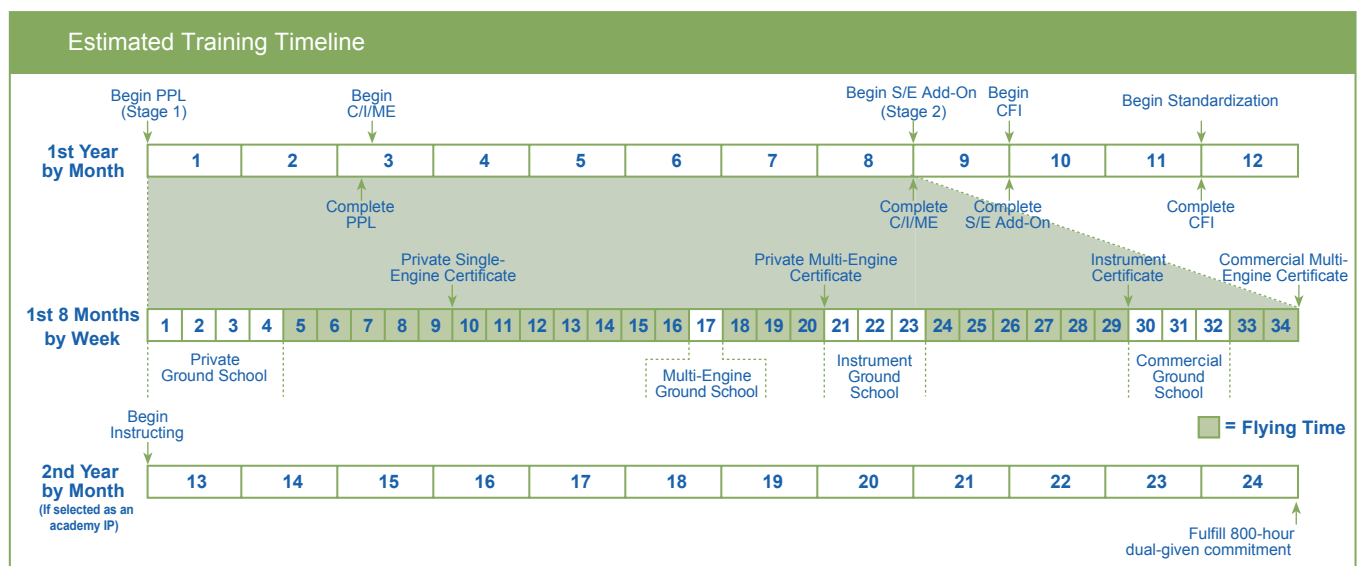 Estimated Training Timeline
Begin PPL
(Stage 1)
Begin
C/I/ME
Begin S/E Add-On
(Stage 2)
Begin
CFI
Begin Standardization
1st Year
by Month
1 2 3 4 5 6 7 8 9 10 11 12
Complete
PPL
Complete
C/I/ME
Complete
S/E Add-On
Complete
CFI
Private Single-
Engine Certificate
Private Multi-Engine
Certificate
Instrument
Certificate
Commercial Multi-
Engine Certificate
1st 8 Months
by Week
1 2 3 4 5 6 7 8 9 10 11 12 13 14 15 16 17 18 19 20 21 22 23 24 25 26 27 28 29 30 31 32 33 34
Private
Ground School
Multi-Engine
Ground School
Instrument
Ground
School
Commercial
Ground
School
= Flying Time
Begin
Instructing
2nd Year
by Month
(If selected as an
academy IP)
13 14 15 16 17 18 19 20 21 22 23 24
Fulfill 800-hour
dual-given commitment